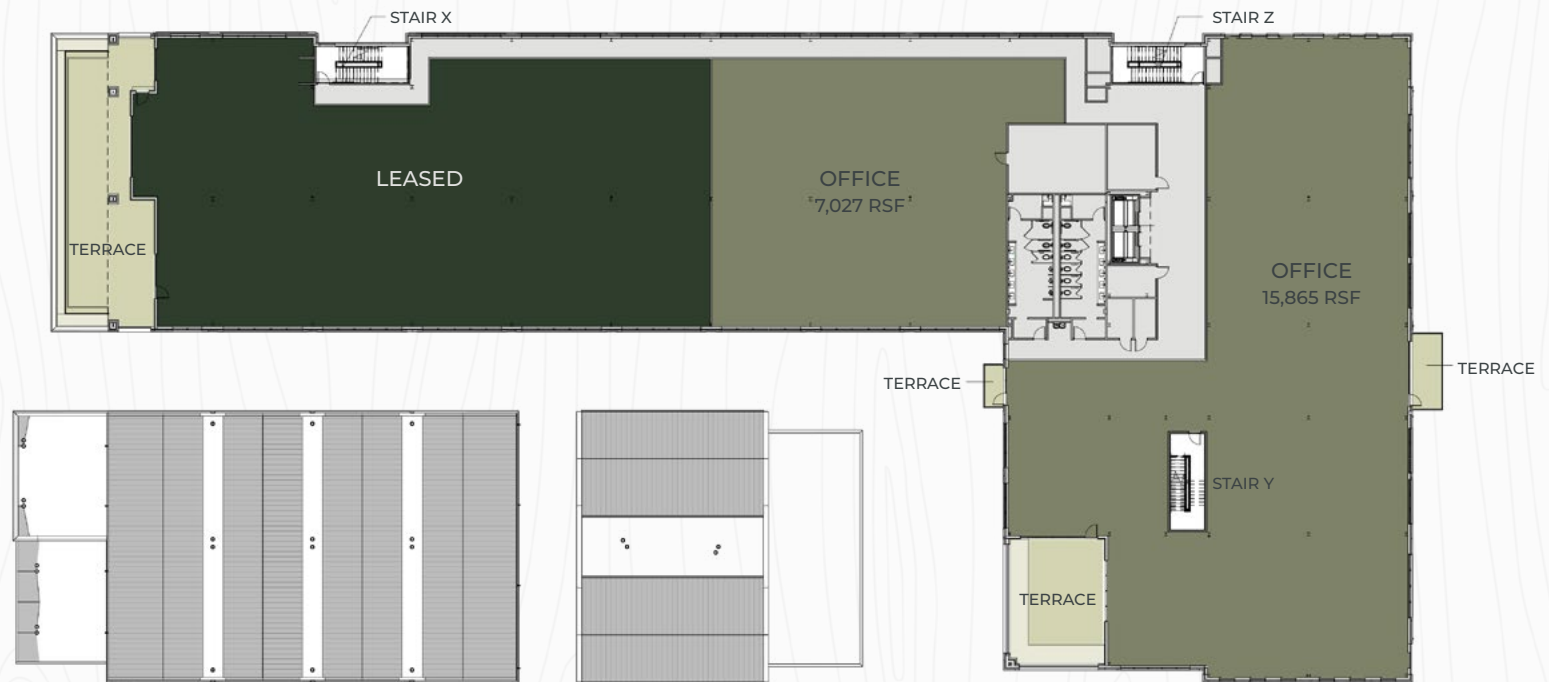 STAIR X
STAIR Z
LEASED
OFFICE
7,027 RSF
TERRACE
OFFICE
15,865 RSF
TERRACE
TERRACE
STAIR Y
TERRACE